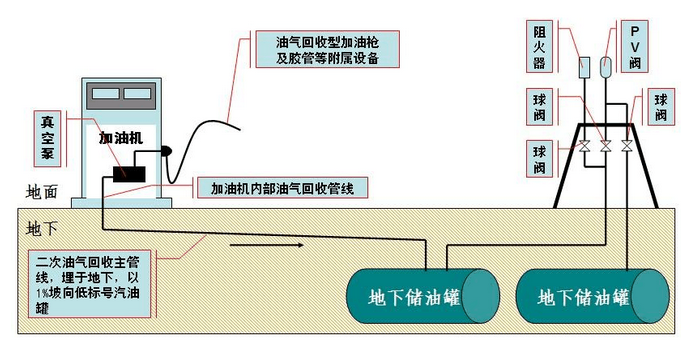 油气回收型加油枪
及胶管等附属设备
阻
火
器
P
V
阀
真
空
泵
加油机
球
阀
球
阀
球
阀
地面
加油机内部油气回收管线
地下
二次油气回收主管
线，埋于地下，以
1%坡向低标号汽油
罐
地下储油罐
地下储油罐